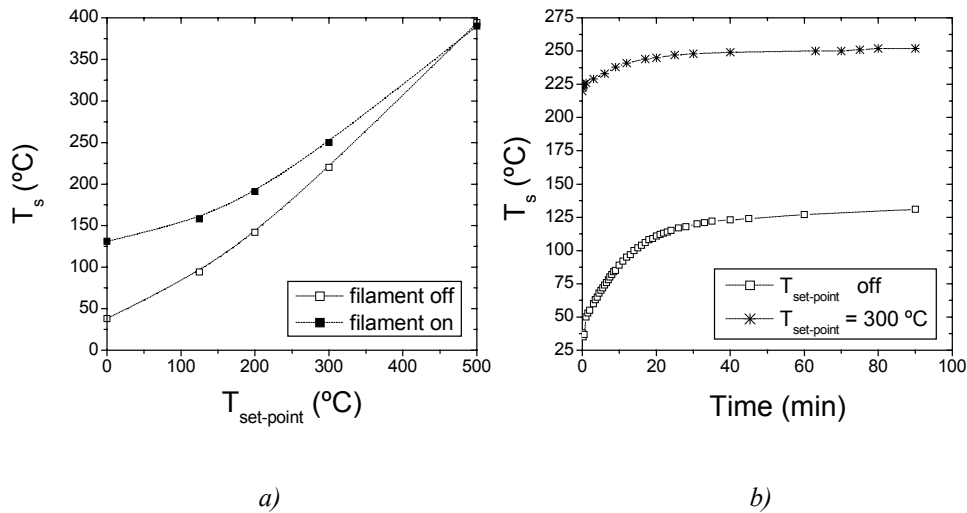 400
350
300
250
200
150
100
50
0
T_s (ºC)
0 100 200 300 400 500
T_set-point (ºC)
filament off
filament on
a)
275
250
225
200
175
150
125
100
75
50
25
T_s (ºC)
0 20 40 60 80 100
Time (min)
T_set-point off
T_set-point = 300 ºC
b)